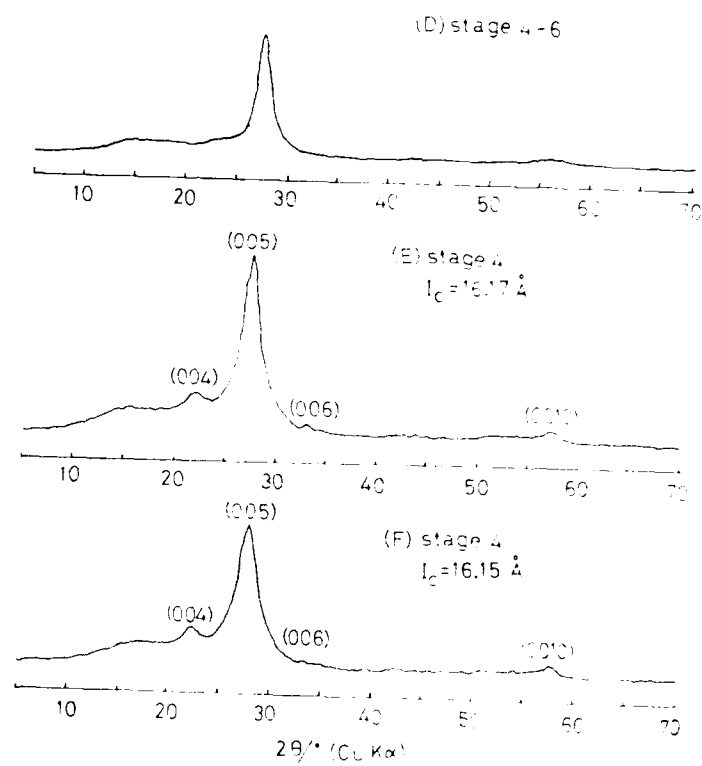 (D) stage 4-6
10 20 30 40 50 60 70
(005)
(E) stage 4
Ic=16.17 Å
(004)
(006)
(0010)
10 20 30 40 50 60 70
(005)
(F) stage 4
Ic=16.15 Å
(004)
(006)
(0010)
10 20 30 40 50 60 70
2θ/° (Cu Kα)